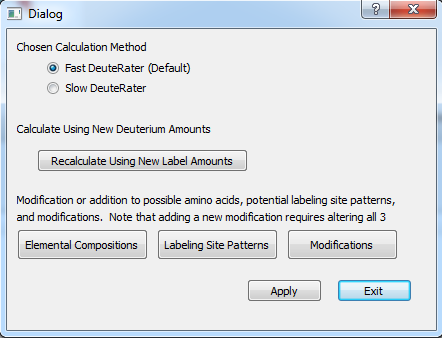 Dialog
Chosen Calculation Method
Fast DeuteRater (Default)
Slow DeuteRater
Calculate Using New Deuterium Amounts
Recalculate Using New Label Amounts
Modification or addition to possible amino acids, potential labeling site patterns,
and modifications. Note that adding a new modification requires altering all 3
Elemental Compositions Labeling Site Patterns Modifications
Apply Exit